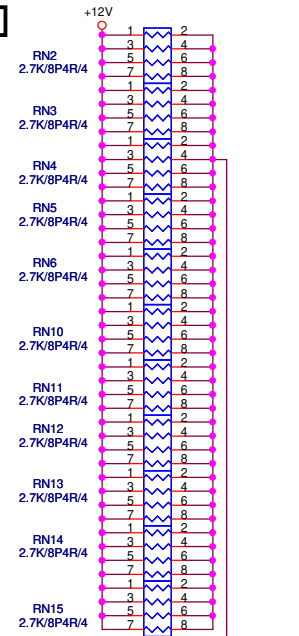 ]
+12V
RN2
2.7K/8P4R/4
1 2
3 4
5 6
7 8
RN3
2.7K/8P4R/4
1 2
3 4
5 6
7 8
RN4
2.7K/8P4R/4
1 2
3 4
5 6
7 8
RN5
2.7K/8P4R/4
1 2
3 4
5 6
7 8
RN6
2.7K/8P4R/4
1 2
3 4
5 6
7 8
RN10
2.7K/8P4R/4
1 2
3 4
5 6
7 8
RN11
2.7K/8P4R/4
1 2
3 4
5 6
7 8
RN12
2.7K/8P4R/4
1 2
3 4
5 6
7 8
RN13
2.7K/8P4R/4
1 2
3 4
5 6
7 8
RN14
2.7K/8P4R/4
1 2
3 4
5 6
7 8
RN15
2.7K/8P4R/4
1 2
3 4
5 6
7 8